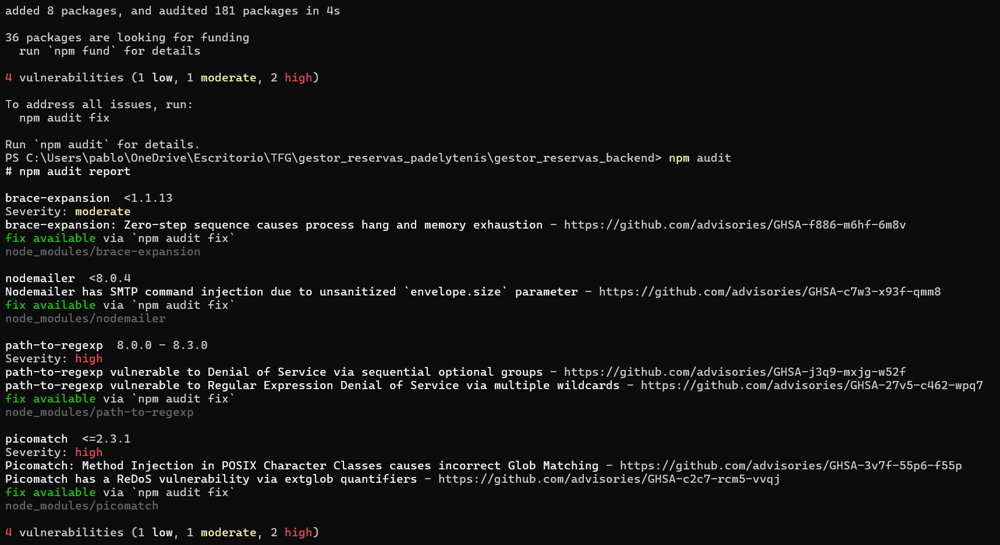 added 8 packages, and audited 181 packages in 4s
36 packages are looking for funding
  run `npm fund` for details
4 vulnerabilities (1 low, 1 moderate, 2 high)
To address all issues, run:
  npm audit fix
Run `npm audit` for details.
PS C:\Users\pablo\OneDrive\Escritorio\TFG\gestor_reservas_padelytenis\gestor_reservas_backend> npm audit
# npm audit report
brace-expansion  <1.1.13
Severity: moderate
brace-expansion: Zero-step sequence causes process hang and memory exhaustion - https://github.com/advisories/GHSA-f886-m6hf-6m8v
fix available via `npm audit fix`
node_modules/brace-expansion
nodemailer  <8.0.4
Nodemailer has SMTP command injection due to unsanitized `envelope.size` parameter - https://github.com/advisories/GHSA-c7w3-x93f-qmm8
fix available via `npm audit fix`
node_modules/nodemailer
path-to-regexp  8.0.0 - 8.3.0
Severity: high
path-to-regexp vulnerable to Denial of Service via sequential optional groups - https://github.com/advisories/GHSA-j3q9-mxjg-w52f
path-to-regexp vulnerable to Regular Expression Denial of Service via multiple wildcards - https://github.com/advisories/GHSA-27v5-c462-wpq7
fix available via `npm audit fix`
node_modules/path-to-regexp
picomatch  <=2.3.1
Severity: high
Picomatch: Method Injection in POSIX Character Classes causes incorrect Glob Matching - https://github.com/advisories/GHSA-3v7f-55p6-f55p
Picomatch has a ReDoS vulnerability via extglob quantifiers - https://github.com/advisories/GHSA-c2c7-rcm5-vvqj
fix available via `npm audit fix`
node_modules/picomatch
4 vulnerabilities (1 low, 1 moderate, 2 high)